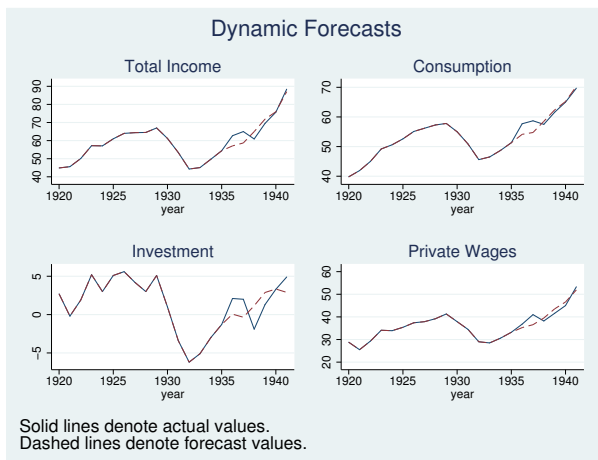 Dynamic Forecasts
Total Income
90
80
70
60
50
40
1920 1925 1930 1935 1940
year
Consumption
70
60
50
40
1920 1925 1930 1935 1940
year
Investment
5
0
-5
1920 1925 1930 1935 1940
year
Private Wages
60
50
40
30
20
1920 1925 1930 1935 1940
year
Solid lines denote actual values.
Dashed lines denote forecast values.